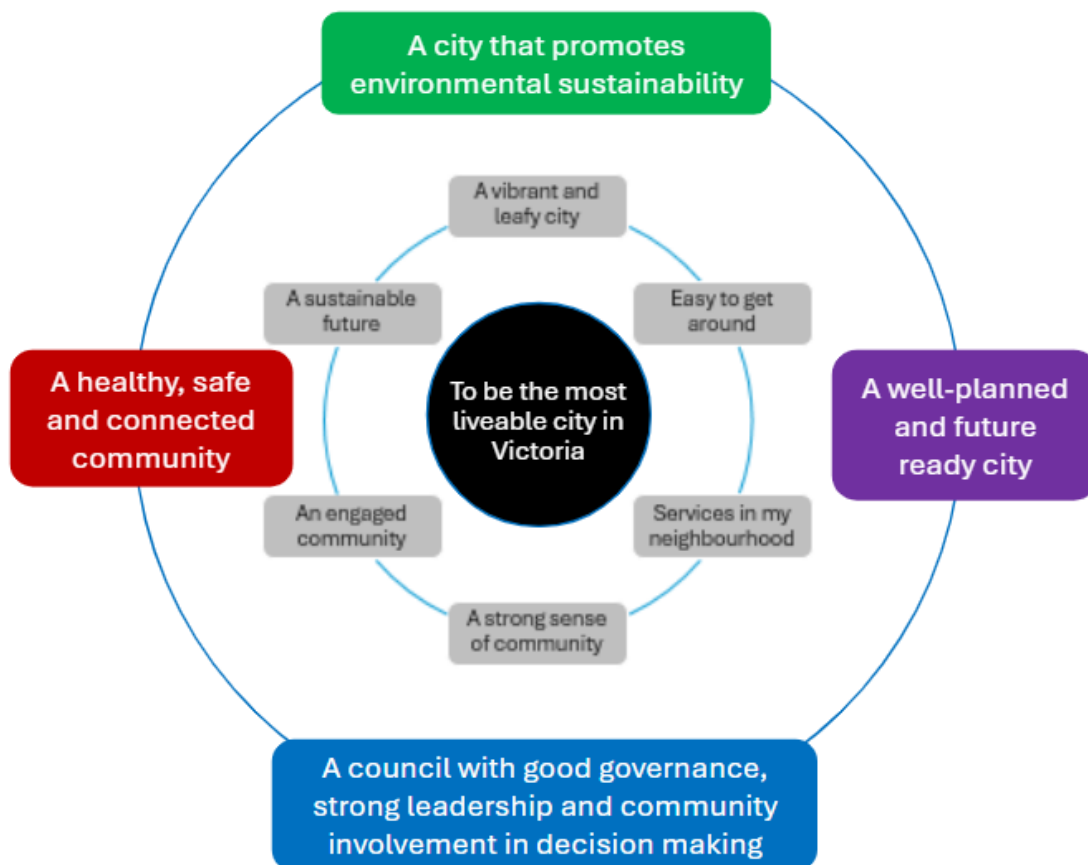 A city that promotes
environmental sustainability
A vibrant and
leafy city
A sustainable
future
Easy to get
around
A healthy, safe
and connected
community
To be the most
liveable city in
Victoria
A well-planned
and future
ready city
An engaged
community
Services in my
neighbourhood
A strong sense
of community
A council with good governance,
strong leadership and community
involvement in decision making